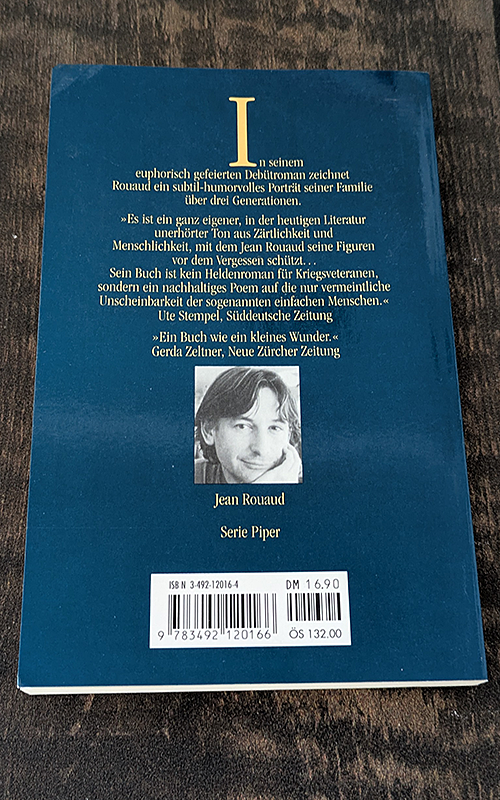 In seinem
euphorisch gefeierten Debütroman zeichnet
Rouaud ein subtil-humorvolles Porträt seiner Familie
über drei Generationen.
»Es ist ein ganz eigener, in der heutigen Literatur
unerhörter Ton aus Zärtlichkeit und
Menschlichkeit, mit dem Jean Rouaud seine Figuren
vor dem Vergessen schützt...
Sein Buch ist kein Heldenroman für Kriegsveteranen,
sondern ein nachhaltiges Poem auf die nur vermeintliche
Unscheinbarkeit der sogenannten einfachen Menschen.«
Ute Stempel, Süddeutsche Zeitung
»Ein Buch wie ein kleines Wunder.«
Gerda Zeltner, Neue Zürcher Zeitung
Jean Rouaud
Serie Piper
ISBN 3-492-12016-4 DM 16.90
9 783492 120166 ÖS 132.00